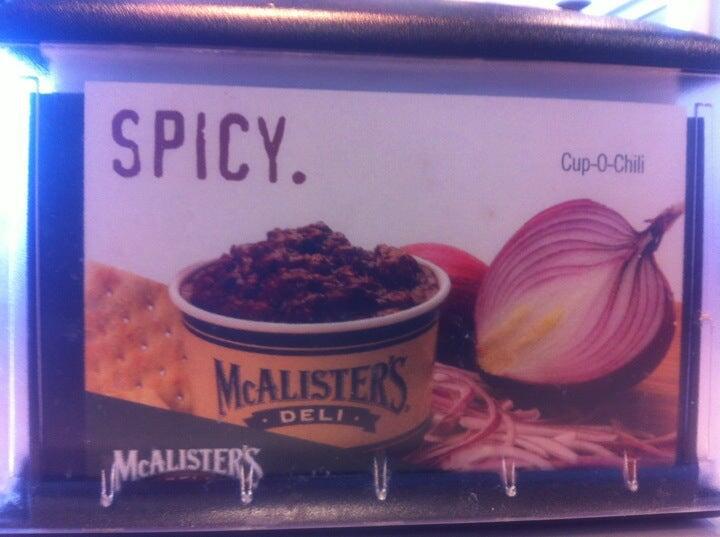 SPICY.
Cup-O-Chili
McALISTER'S
DELI
McALISTER'S